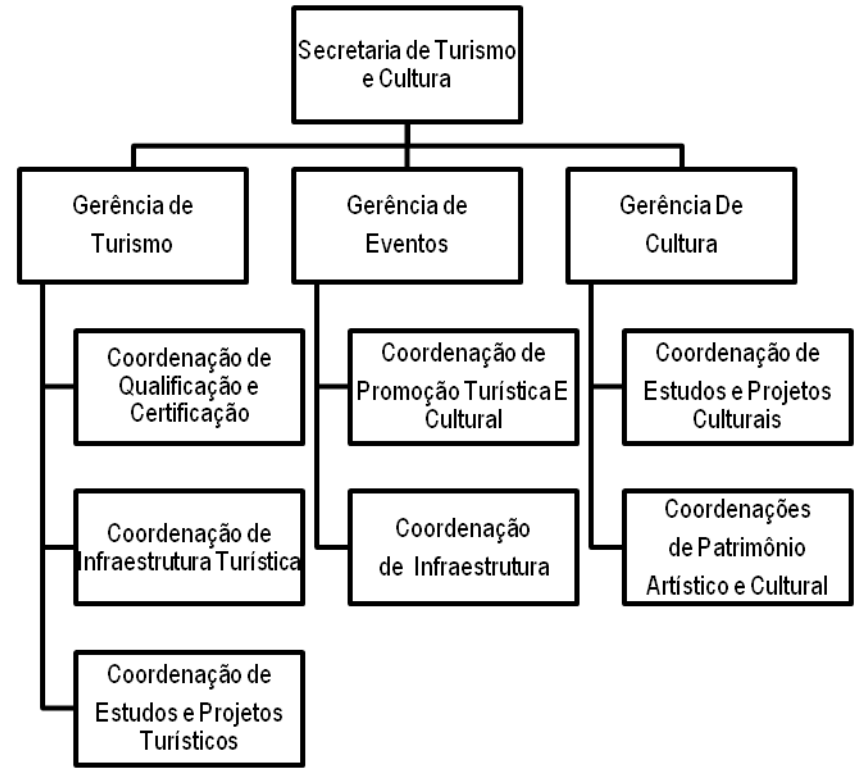 Secretaria de Turismo
e Cultura
Gerência de
Turismo
Gerência de
Eventos
Gerência De
Cultura
Coordenação de
Qualificação e
Certificação
Coordenação de
Promoção Turística E
Cultural
Coordenação de
Estudos e Projetos
Culturais
Coordenação de
Infraestrutura Turística
Coordenação
de Infraestrutura
Coordenações
de Patrimônio
Artístico e Cultural
Coordenação de
Estudos e Projetos
Turísticos